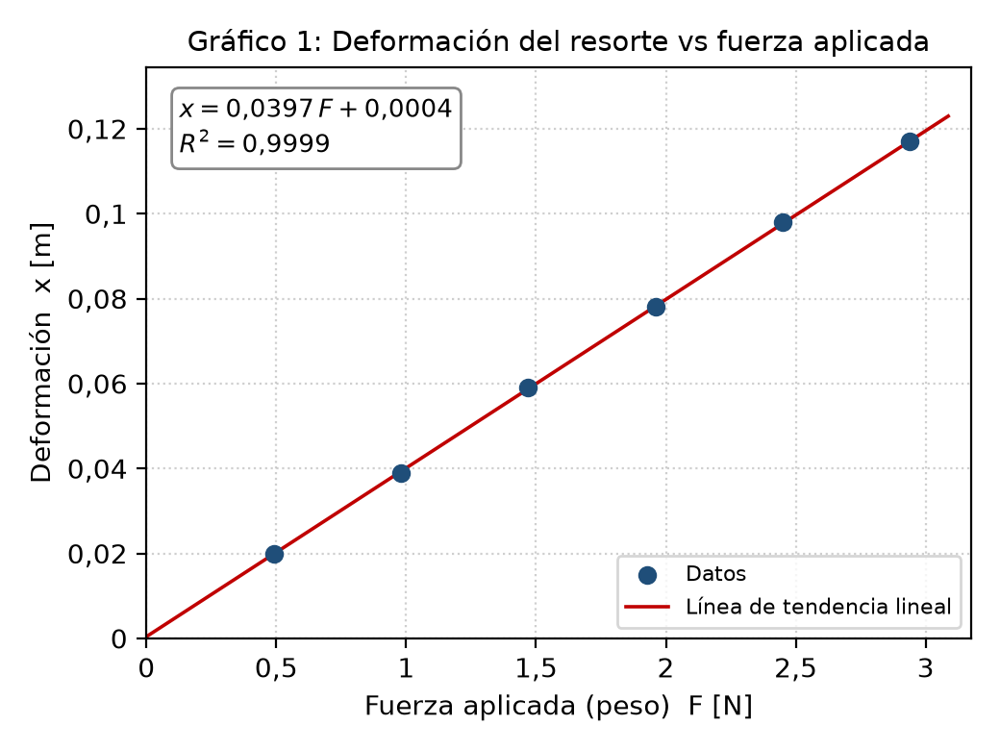 Gráfico 1: Deformación del resorte vs fuerza aplicada
x = 0,0397 F + 0,0004
R² = 0,9999
Deformación x [m]
0,12
0,1
0,08
0,06
0,04
0,02
0
Datos
Línea de tendencia lineal
0 0,5 1 1,5 2 2,5 3
Fuerza aplicada (peso) F [N]